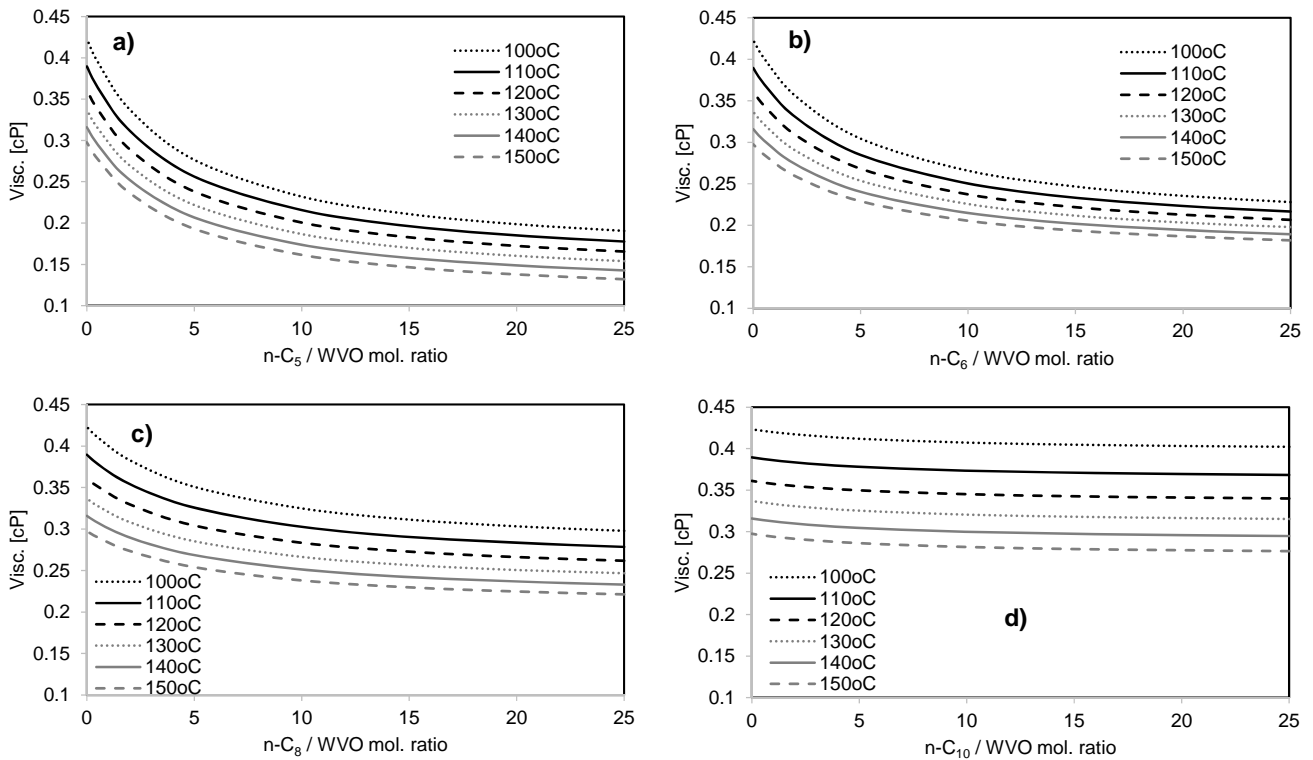 a)
Visc. [cP]
0.45
0.4
0.35
0.3
0.25
0.2
0.15
0.1
0 5 10 15 20 25
n-C5 / WVO mol. ratio
100oC
110oC
120oC
130oC
140oC
150oC
b)
Visc. [cP]
0.45
0.4
0.35
0.3
0.25
0.2
0.15
0.1
0 5 10 15 20 25
n-C6 / WVO mol. ratio
100oC
110oC
120oC
130oC
140oC
150oC
c)
Visc. [cP]
0.45
0.4
0.35
0.3
0.25
0.2
0.15
0.1
0 5 10 15 20 25
n-C8 / WVO mol. ratio
100oC
110oC
120oC
130oC
140oC
150oC
d)
Visc. [cP]
0.45
0.4
0.35
0.3
0.25
0.2
0.15
0.1
0 5 10 15 20 25
n-C10 / WVO mol. ratio
100oC
110oC
120oC
130oC
140oC
150oC